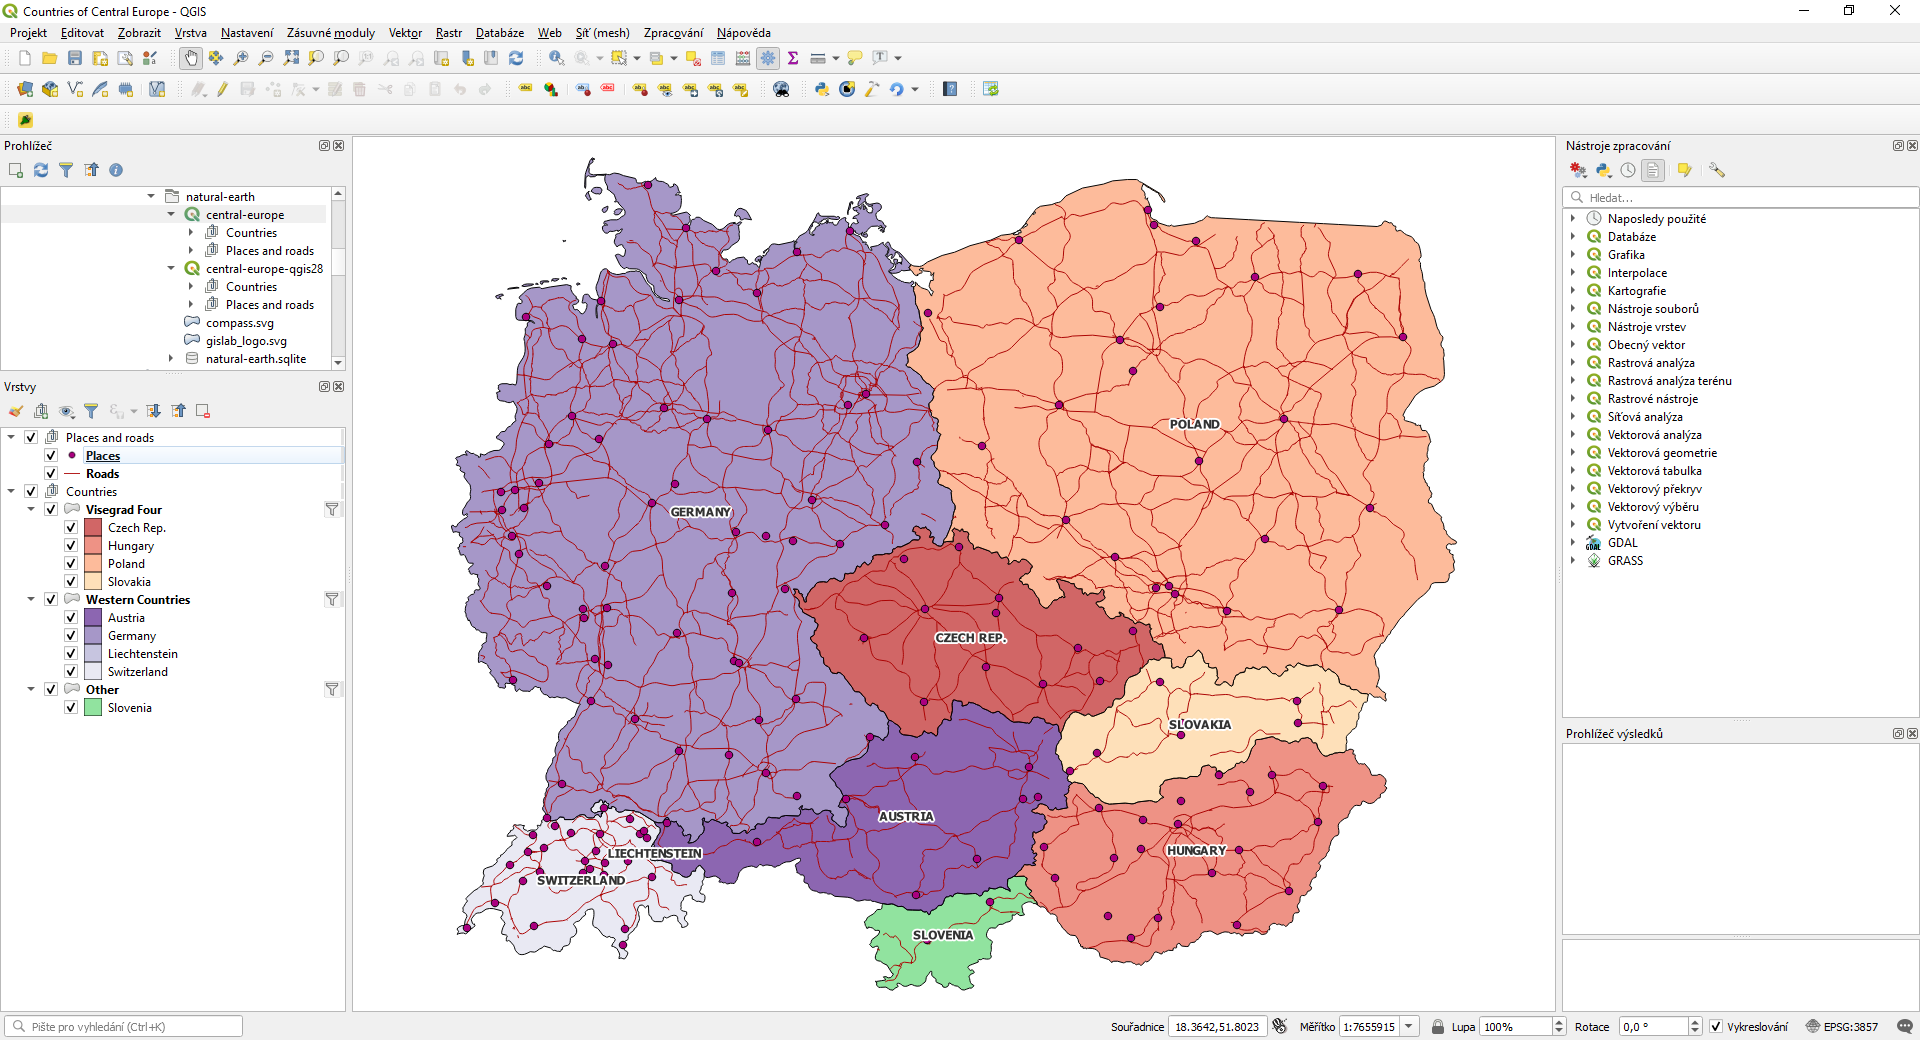 Countries of Central Europe - QGIS
Projekt Editovat Zobrazit Vrstva Nastavení Zásuvné moduly Vektor Rastr Databáze Web Síť (mesh) Zpracování Nápověda
Prohlížeč
natural-earth
central-europe
Countries
Places and roads
central-europe-qgis28
Countries
Places and roads
compass.svg
gislab_logo.svg
natural-earth.sqlite
Vrstvy
Places and roads
Places
Roads
Countries
Visegrad Four
Czech Rep.
Hungary
Poland
Slovakia
Western Countries
Austria
Germany
Liechtenstein
Switzerland
Other
Slovenia
POLAND
GERMANY
CZECH REP.
SLOVAKIA
AUSTRIA
HUNGARY
LIECHTENSTEIN
SWITZERLAND
SLOVENIA
Nástroje zpracování
Hledat...
Naposledy použité
Databáze
Grafika
Interpolace
Kartografie
Nástroje souborů
Nástroje vrstev
Obecný vektor
Rastrová analýza
Rastrová analýza terénu
Rastrové nástroje
Síťová analýza
Vektorová analýza
Vektorová geometrie
Vektorová tabulka
Vektorový překryv
Vektorový výběru
Vytvoření vektoru
GDAL
GRASS
Prohlížeč výsledků
Pište pro vyhledání (Ctrl+K)
Souřadnice 18.3642,51.8023 Měřítko 1:7655915 Lupa 100% Rotace 0,0 ° Vykreslování EPSG:3857